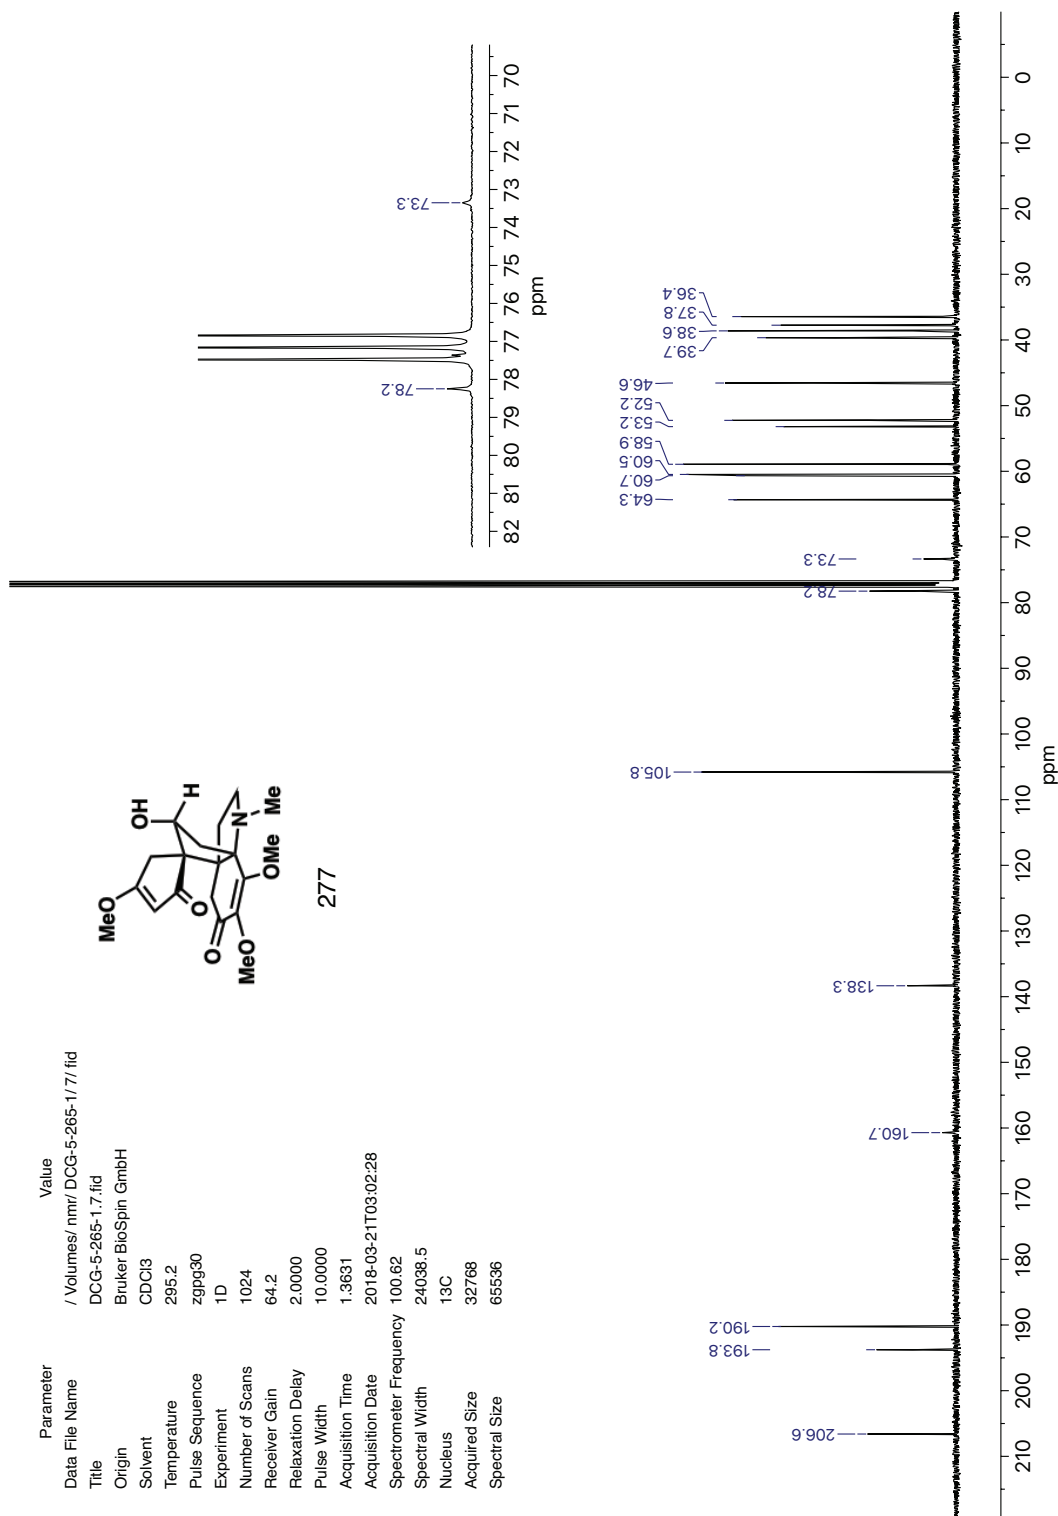 Parameter Value
Data File Name / Volumes/ nmr/ DCG-5-265-1/ 7/ fid
Title DCG-5-265-1.7.fid
Origin Bruker BioSpin GmbH
Solvent CDCl3
Temperature 295.2
Pulse Sequence zgpg30
Experiment 1D
Number of Scans 1024
Receiver Gain 64.2
Relaxation Delay 2.0000
Pulse Width 10.0000
Acquisition Time 1.3631
Acquisition Date 2018-03-21T03:02:28
Spectrometer Frequency 100.62
Spectral Width 24038.5
Nucleus 13C
Acquired Size 32768
Spectral Size 65536
MeO
OH
H
O
O
N
Me
MeO
OMe
277
78.2
73.3
82 81 80 79 78 77 76 75 74 73 72 71 70
ppm
206.6
193.8
190.2
160.7
138.3
105.8
78.2
73.3
64.3
60.7
60.5
58.9
53.2
52.2
46.6
39.7
38.6
37.8
36.4
210 200 190 180 170 160 150 140 130 120 110 100 90 80 70 60 50 40 30 20 10 0
ppm